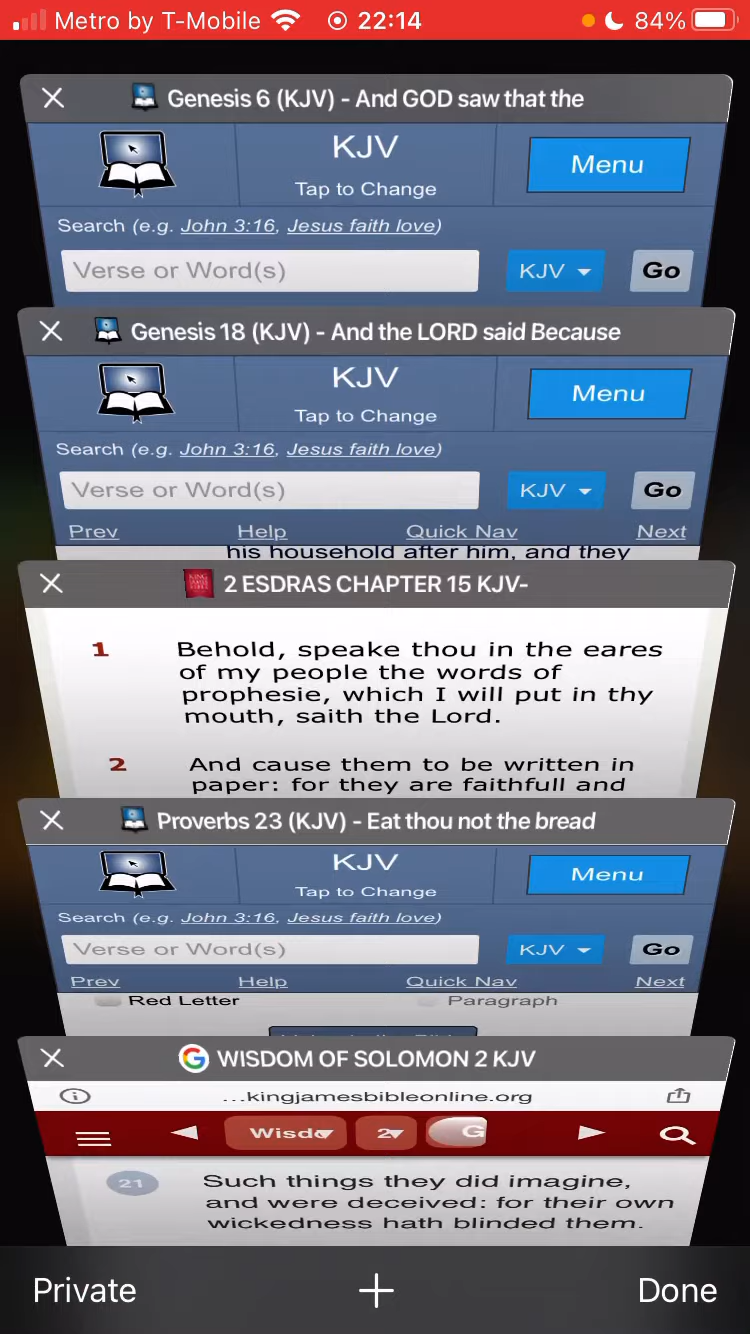 Metro by T-Mobile 22:14 84%
Genesis 6 (KJV) - And GOD saw that the
KJV
Tap to Change
Menu
Search (e.g. John 3:16, Jesus faith love)
Verse or Word(s) KJV Go
Genesis 18 (KJV) - And the LORD said Because
KJV
Tap to Change
Menu
Search (e.g. John 3:16, Jesus faith love)
Verse or Word(s) KJV Go
Prev Help Quick Nav Next
his household after him, and they
KING JAMES BIBLE
2 ESDRAS CHAPTER 15 KJV-
1 Behold, speake thou in the eares
of my people the words of
prophesie, which I will put in thy
mouth, saith the Lord.
2 And cause them to be written in
paper: for they are faithfull and
Proverbs 23 (KJV) - Eat thou not the bread
KJV
Tap to Change
Menu
Search (e.g. John 3:16, Jesus faith love)
Verse or Word(s) KJV Go
Prev Help Quick Nav Next
Red Letter Paragraph
G WISDOM OF SOLOMON 2 KJV
...kingjamesbibleonline.org
Wisd 2 G
21 Such things they did imagine,
and were deceived: for their own
wickedness hath blinded them.
Private + Done